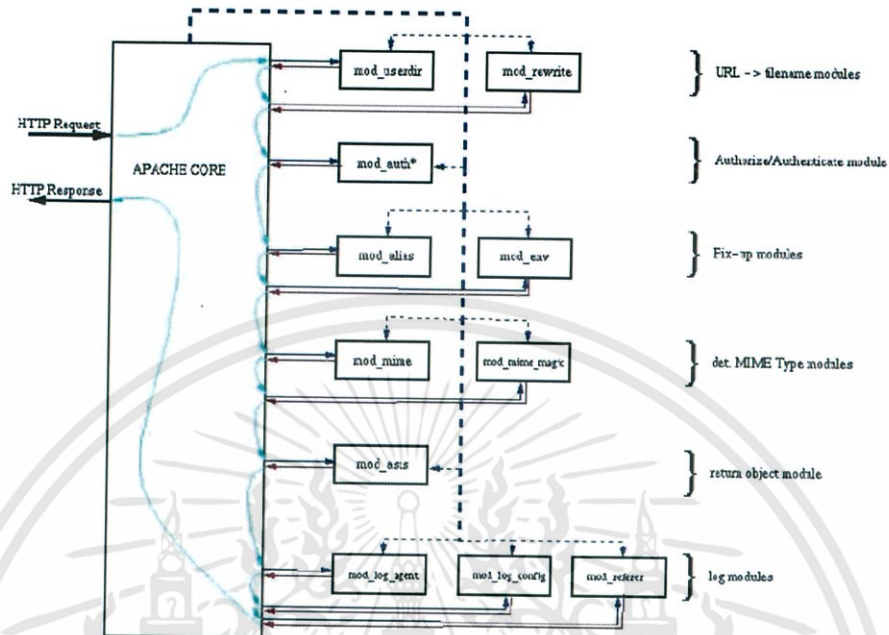 mod_userdir
mod_rewrite
} URL -> filename modules
HTTP Request
APACHE CORE
mod_auth*
} Authorize/Authenticate module
HTTP Response
mod_alias
mod_env
} Fix-up modules
mod_mime
mod_mime_magic
} det. MIME Type modules
mod_asis
} return object module
mod_log_agent
mod_log_config
mod_referer
} log modules